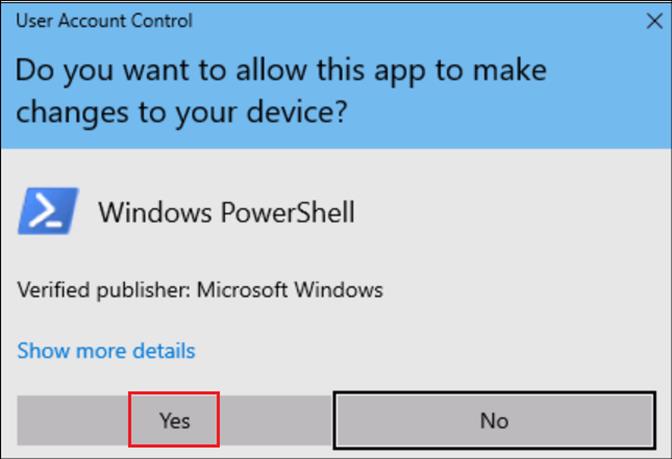 User Account Control
Do you want to allow this app to make
changes to your device?
Windows PowerShell
Verified publisher: Microsoft Windows
Show more details
Yes
No